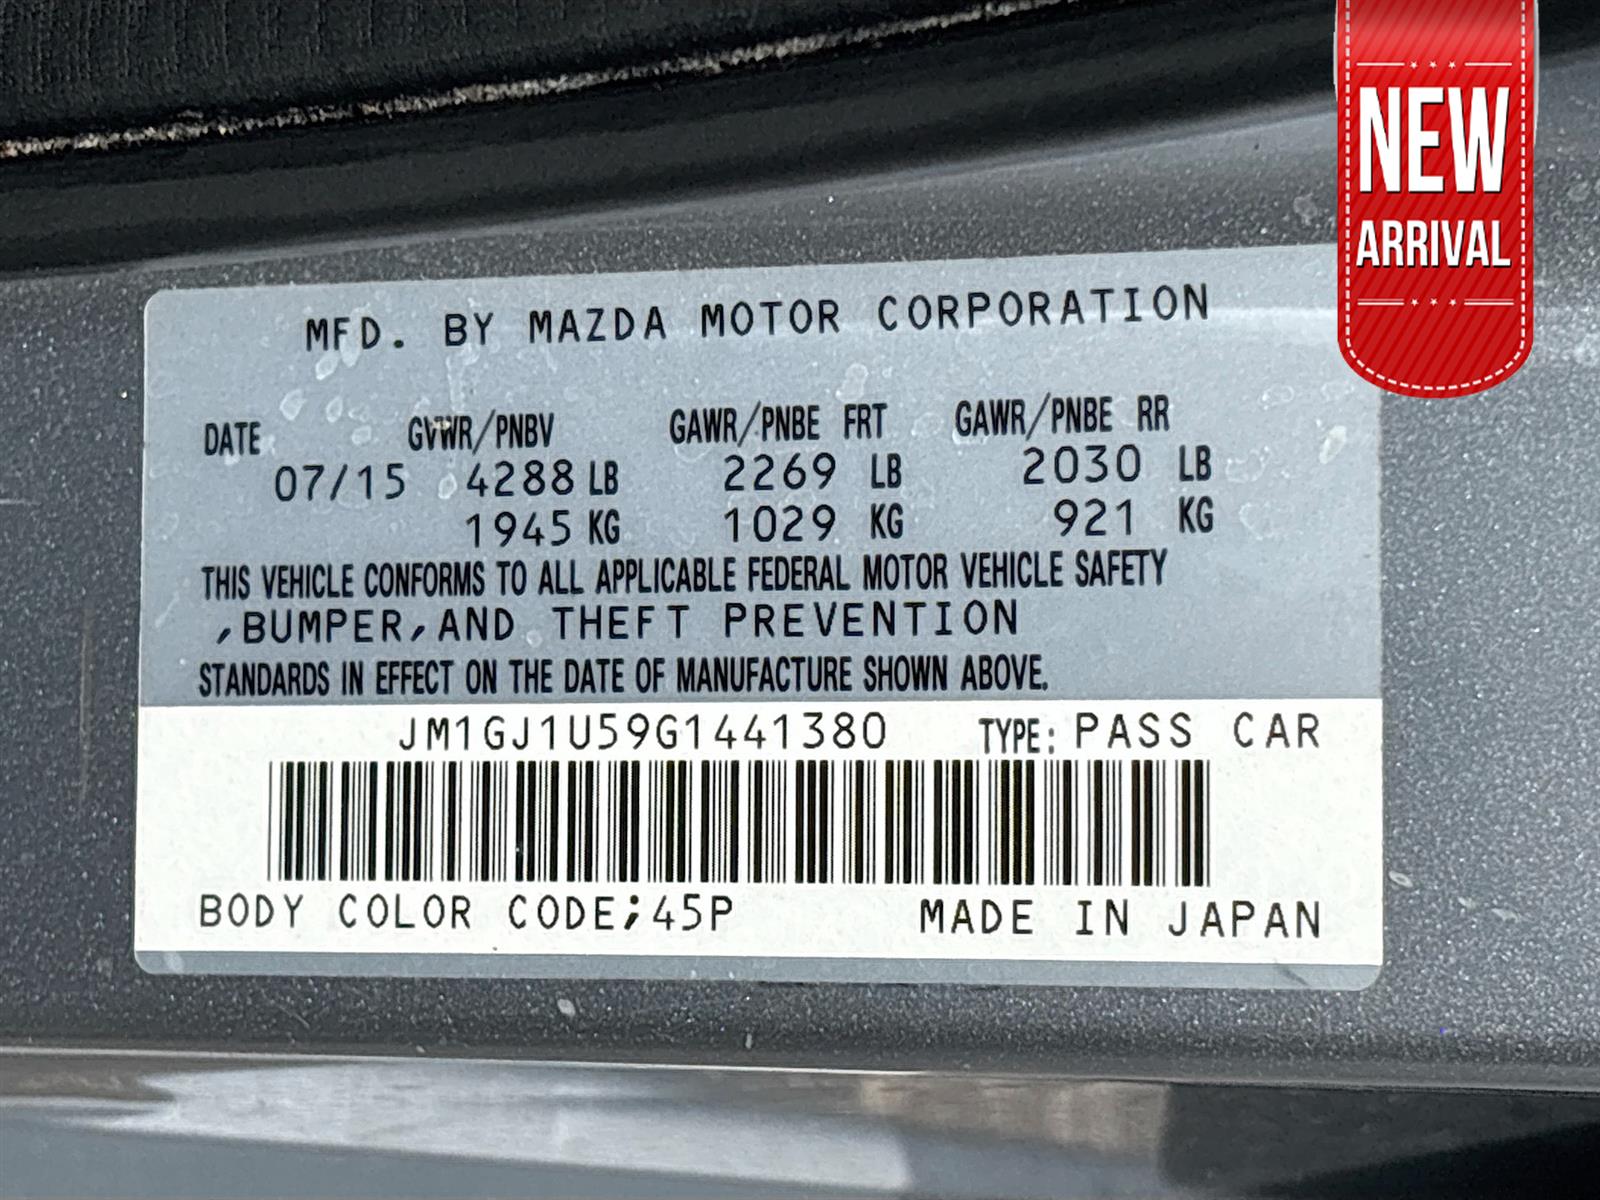 NEW
ARRIVAL
MFD. BY MAZDA MOTOR CORPORATION
DATE GVWR/PNBV GAWR/PNBE FRT GAWR/PNBE RR
07/15 4288 LB 2269 LB 2030 LB
1945 KG 1029 KG 921 KG
THIS VEHICLE CONFORMS TO ALL APPLICABLE FEDERAL MOTOR VEHICLE SAFETY
,BUMPER,AND THEFT PREVENTION
STANDARDS IN EFFECT ON THE DATE OF MANUFACTURE SHOWN ABOVE.
JM1GJ1U59G1441380 TYPE: PASS CAR
BODY COLOR CODE;45P MADE IN JAPAN